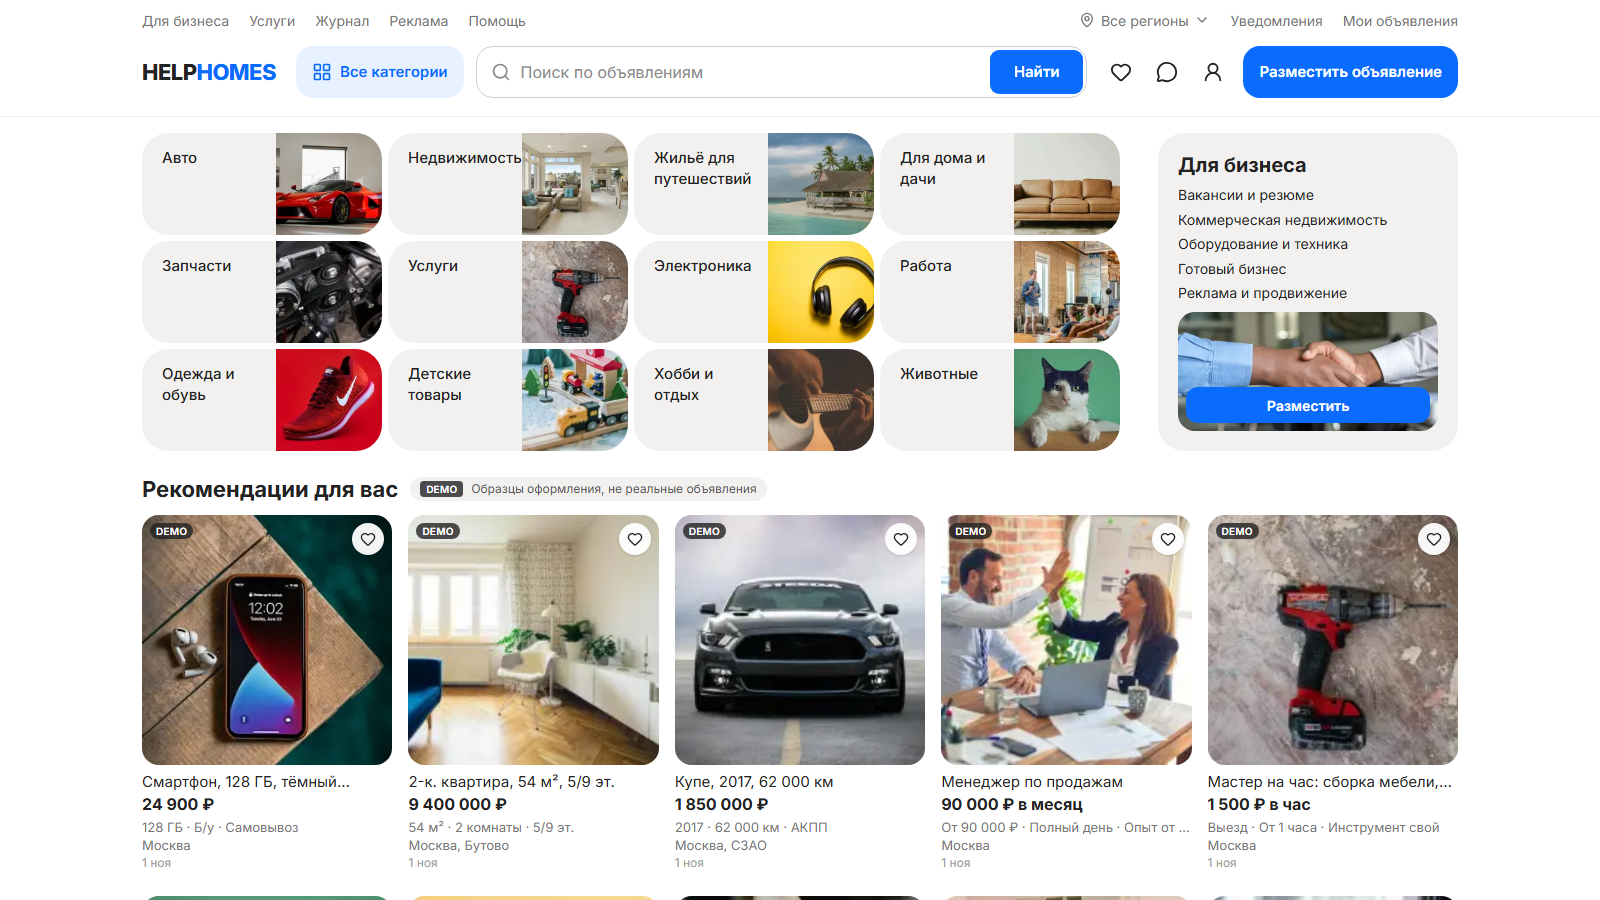 Для бизнеса Услуги Журнал Реклама Помощь Все регионы Уведомления Мои объявления
HELPHOMES Все категории Поиск по объявлениям Найти Разместить объявление
Авто
Недвижимость
Жильё для
путешествий
Для дома и
дачи
Запчасти
Услуги
Электроника
Работа
Одежда и
обувь
Детские
товары
Хобби и
отдых
Животные
Для бизнеса
Вакансии и резюме
Коммерческая недвижимость
Оборудование и техника
Готовый бизнес
Реклама и продвижение
Разместить
Рекомендации для вас DEMO Образцы оформления, не реальные объявления
DEMO
12:02
Смартфон, 128 ГБ, тёмный...
24 900 ₽
128 ГБ · Б/у · Самовывоз
Москва
1 ноя
DEMO
2-к. квартира, 54 м², 5/9 эт.
9 400 000 ₽
54 м² · 2 комнаты · 5/9 эт.
Москва, Бутово
1 ноя
DEMO
Купе, 2017, 62 000 км
1 850 000 ₽
2017 · 62 000 км · АКПП
Москва, СЗАО
1 ноя
DEMO
Менеджер по продажам
90 000 ₽ в месяц
От 90 000 ₽ · Полный день · Опыт от ...
Москва
1 ноя
DEMO
Мастер на час: сборка мебели,...
1 500 ₽ в час
Выезд · От 1 часа · Инструмент свой
Москва
1 ноя